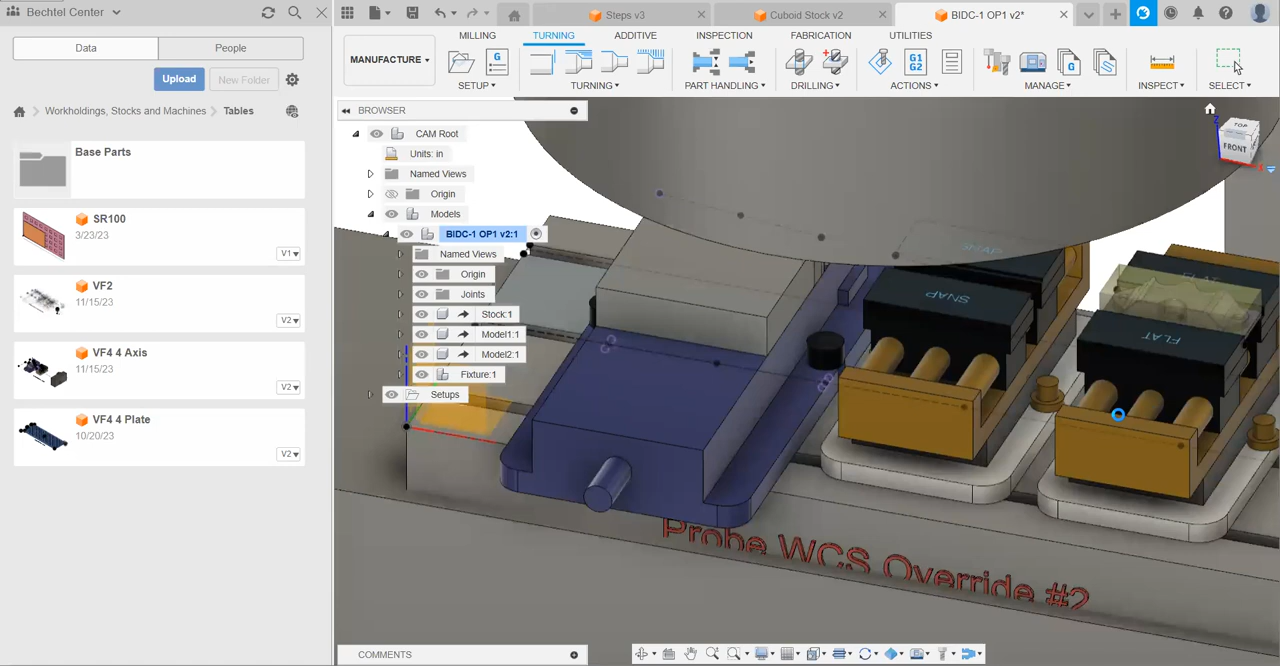 Bechtel Center
Data
People
Upload
New Folder
Workholdings, Stocks and Machines
Tables
Base Parts
SR100
3/23/23
V1
VF2
11/15/23
V2
VF4 4 Axis
11/15/23
V2
VF4 4 Plate
10/20/23
V2
Steps v3
Cuboid Stock v2
BIDC-1 OP1 v2*
MILLING
TURNING
ADDITIVE
INSPECTION
FABRICATION
UTILITIES
MANUFACTURE
G
G1
G2
G
SETUP
TURNING
PART HANDLING
DRILLING
ACTIONS
MANAGE
INSPECT
SELECT
BROWSER
CAM Root
Units: in
Named Views
Origin
Models
BIDC-1 OP1 v2:1
Named Views
Origin
Joints
Stock:1
Model1:1
Model2:1
Fixture:1
Setups
TOP
FRONT
Z
X
SNAP
SNAP
FLAT
Probe WCS Override #2
COMMENTS